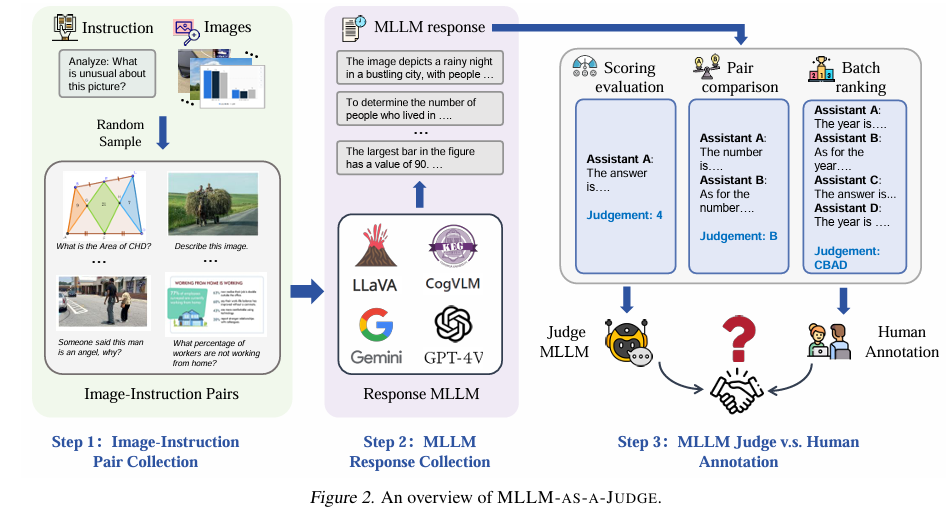 Instruction
Images
Analyze: What
is unusual about
this picture?
Random
Sample
What is the Area of CHD?
Describe this image.
...
...
WORKING FROM HOME IS WORKING
Someone said this man
is an angel, why?
What percentage of
workers are not working
from home?
Image-Instruction Pairs
Step 1: Image-Instruction
Pair Collection
MLLM response
The image depicts a rainy night
in a bustling city, with people …
To determine the number of
people who lived in ….
...
The largest bar in the figure
has a value of 90. …
LLaVA
KEG
CogVLM
Gemini
GPT-4V
Response MLLM
Step 2: MLLM
Response Collection
Scoring
evaluation
Assistant A:
The answer
is….
Judgement: 4
A
B
Pair
comparison
Assistant A:
The number
is….
Assistant B:
As for the
number….
Judgement: B
2
1
3
Batch
ranking
Assistant A:
The year is….
Assistant B:
As for the
year….
Assistant C:
The answer is...
Assistant D:
The year is ….
Judgement:
CBAD
Judge
MLLM
?
Human
Annotation
Step 3: MLLM Judge v.s. Human
Annotation
Figure 2. An overview of MLLM-AS-A-JUDGE.